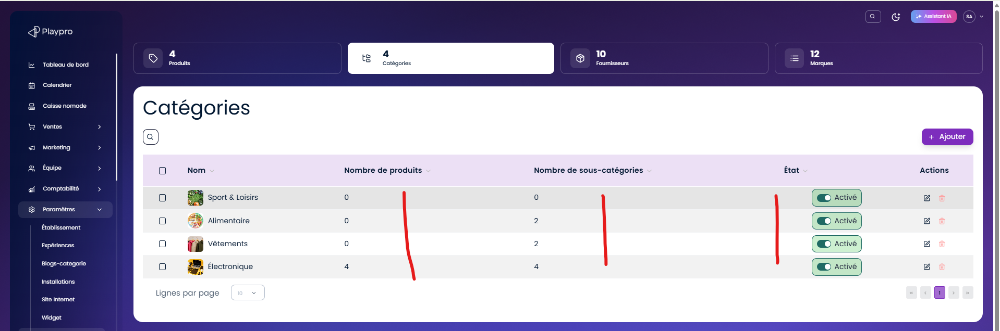 Playpro
Assistant IA
SA
Tableau de bord
Calendrier
Caisse nomade
Ventes
Marketing
Équipe
Comptabilité
Paramètres
Établissement
Expériences
Blogs-categorie
Installations
Site Internet
Widget
4
Produits
4
Catégories
10
Fournisseurs
12
Marques
Catégories
+ Ajouter
Nom Nombre de produits Nombre de sous-catégories État Actions
Sport & Loisirs 0 0 Activé
Alimentaire 0 2 Activé
Vêtements 0 2 Activé
Électronique 4 4 Activé
Lignes par page 10 « ‹ 1 › »